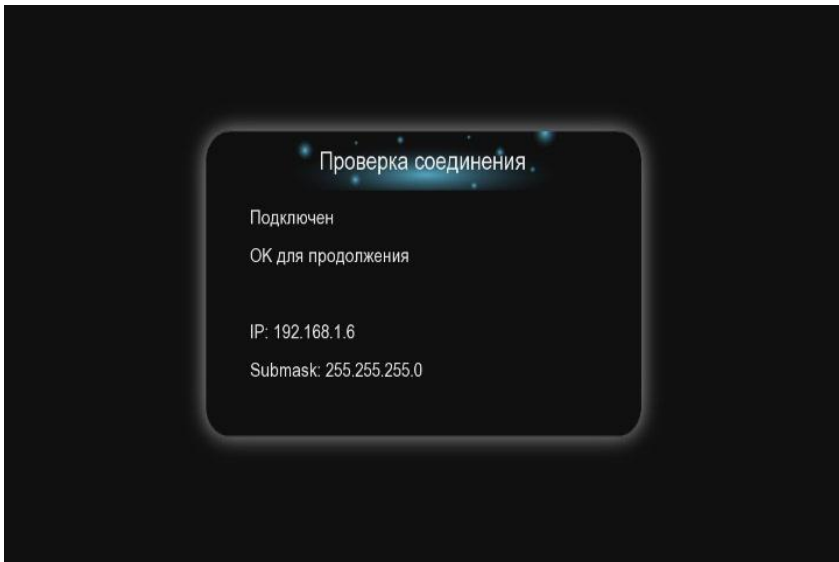 Проверка соединения
Подключен
OK для продолжения
IP: 192.168.1.6
Submask: 255.255.255.0